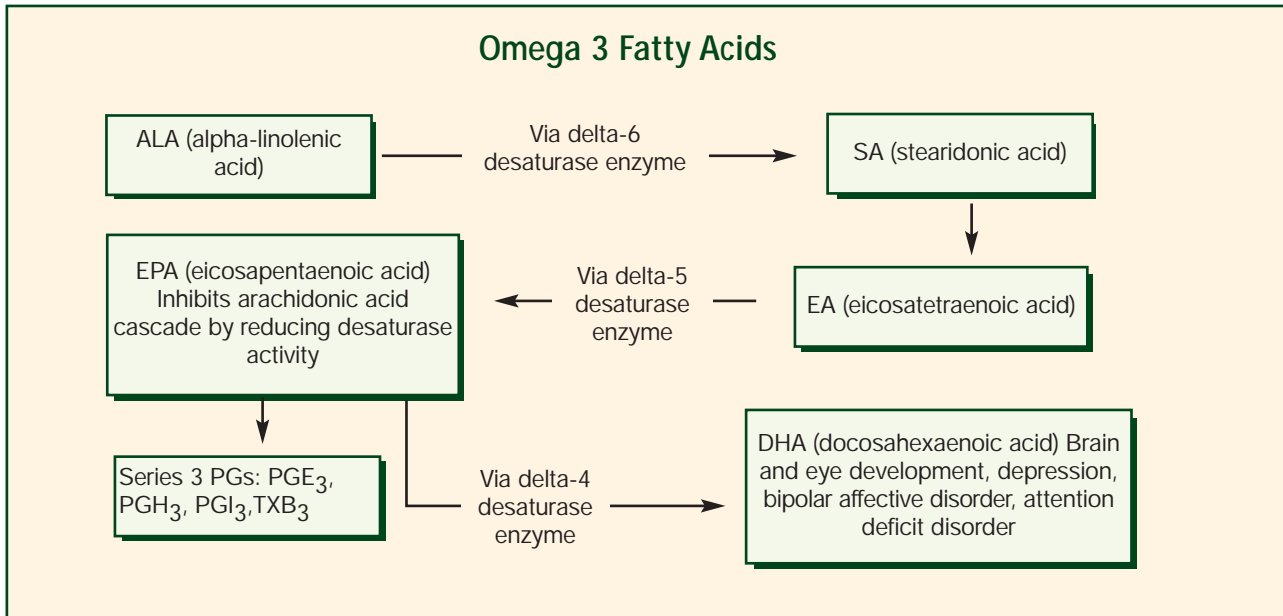 Omega 3 Fatty Acids
ALA (alpha-linolenic
acid)
Via delta-6
desaturase enzyme
SA (stearidonic acid)
EPA (eicosapentaenoic acid)
Inhibits arachidonic acid
cascade by reducing desaturase
activity
Via delta-5
desaturase
enzyme
EA (eicosatetraenoic acid)
Series 3 PGs: PGE3,
PGH3, PGI3,TXB3
Via delta-4
desaturase
enzyme
DHA (docosahexaenoic acid) Brain
and eye development, depression,
bipolar affective disorder, attention
deficit disorder